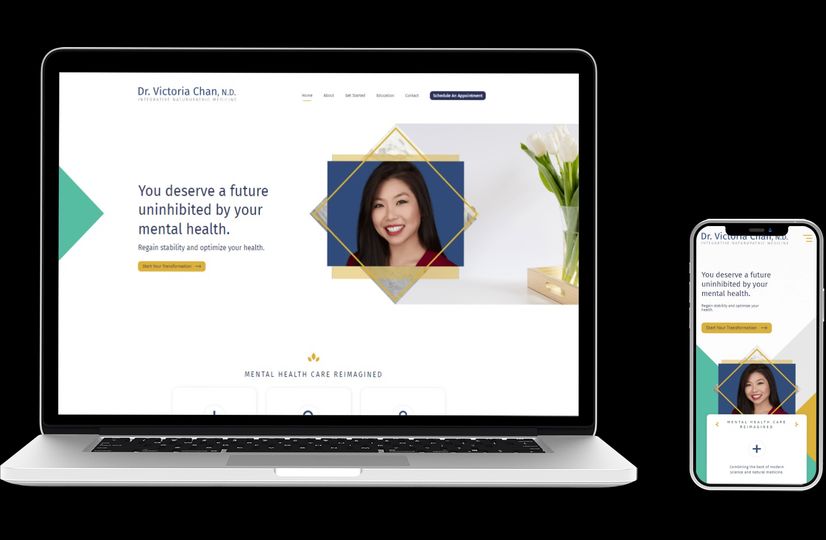 Dr. Victoria Chan, N.D.
INTEGRATIVE NATUROPATHIC MEDICINE
Home About Get Started Education Contact Schedule An Appointment
You deserve a future
uninhibited by your
mental health.
Regain stability and optimize your health.
Start Your Transformation
MENTAL HEALTH CARE REIMAGINED
Dr. Victoria Chan, N.D.
INTEGRATIVE NATUROPATHIC MEDICINE
You deserve a future
uninhibited by your
mental health.
Regain stability and optimize your
health.
Start Your Transformation
MENTAL HEALTH CARE
REIMAGINED
Combining the best of modern
science and natural medicine.